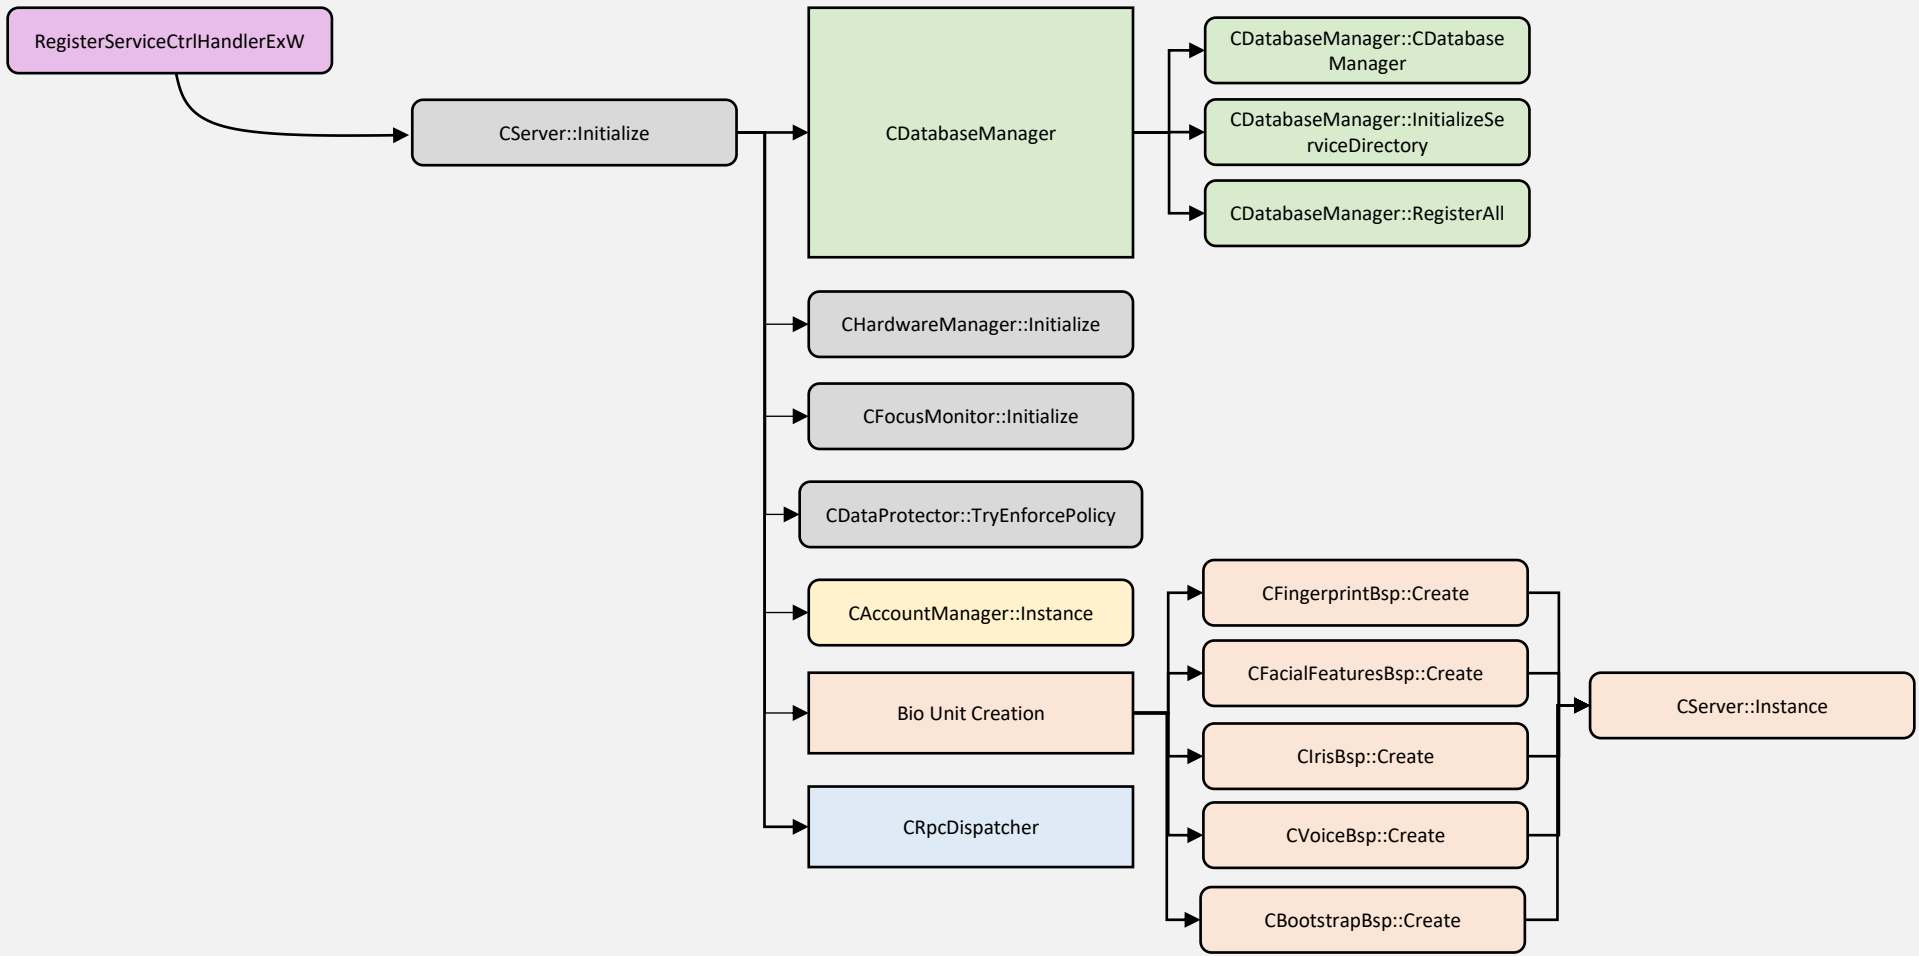 RegisterServiceCtrlHandlerExW
CServer::Initialize
CDatabaseManager
CDatabaseManager::CDatabase
Manager
CDatabaseManager::InitializeSe
rviceDirectory
CDatabaseManager::RegisterAll
CHardwareManager::Initialize
CFocusMonitor::Initialize
CDataProtector::TryEnforcePolicy
CAccountManager::Instance
Bio Unit Creation
CFingerprintBsp::Create
CFacialFeaturesBsp::Create
CIrisBsp::Create
CVoiceBsp::Create
CBootstrapBsp::Create
CServer::Instance
CRpcDispatcher